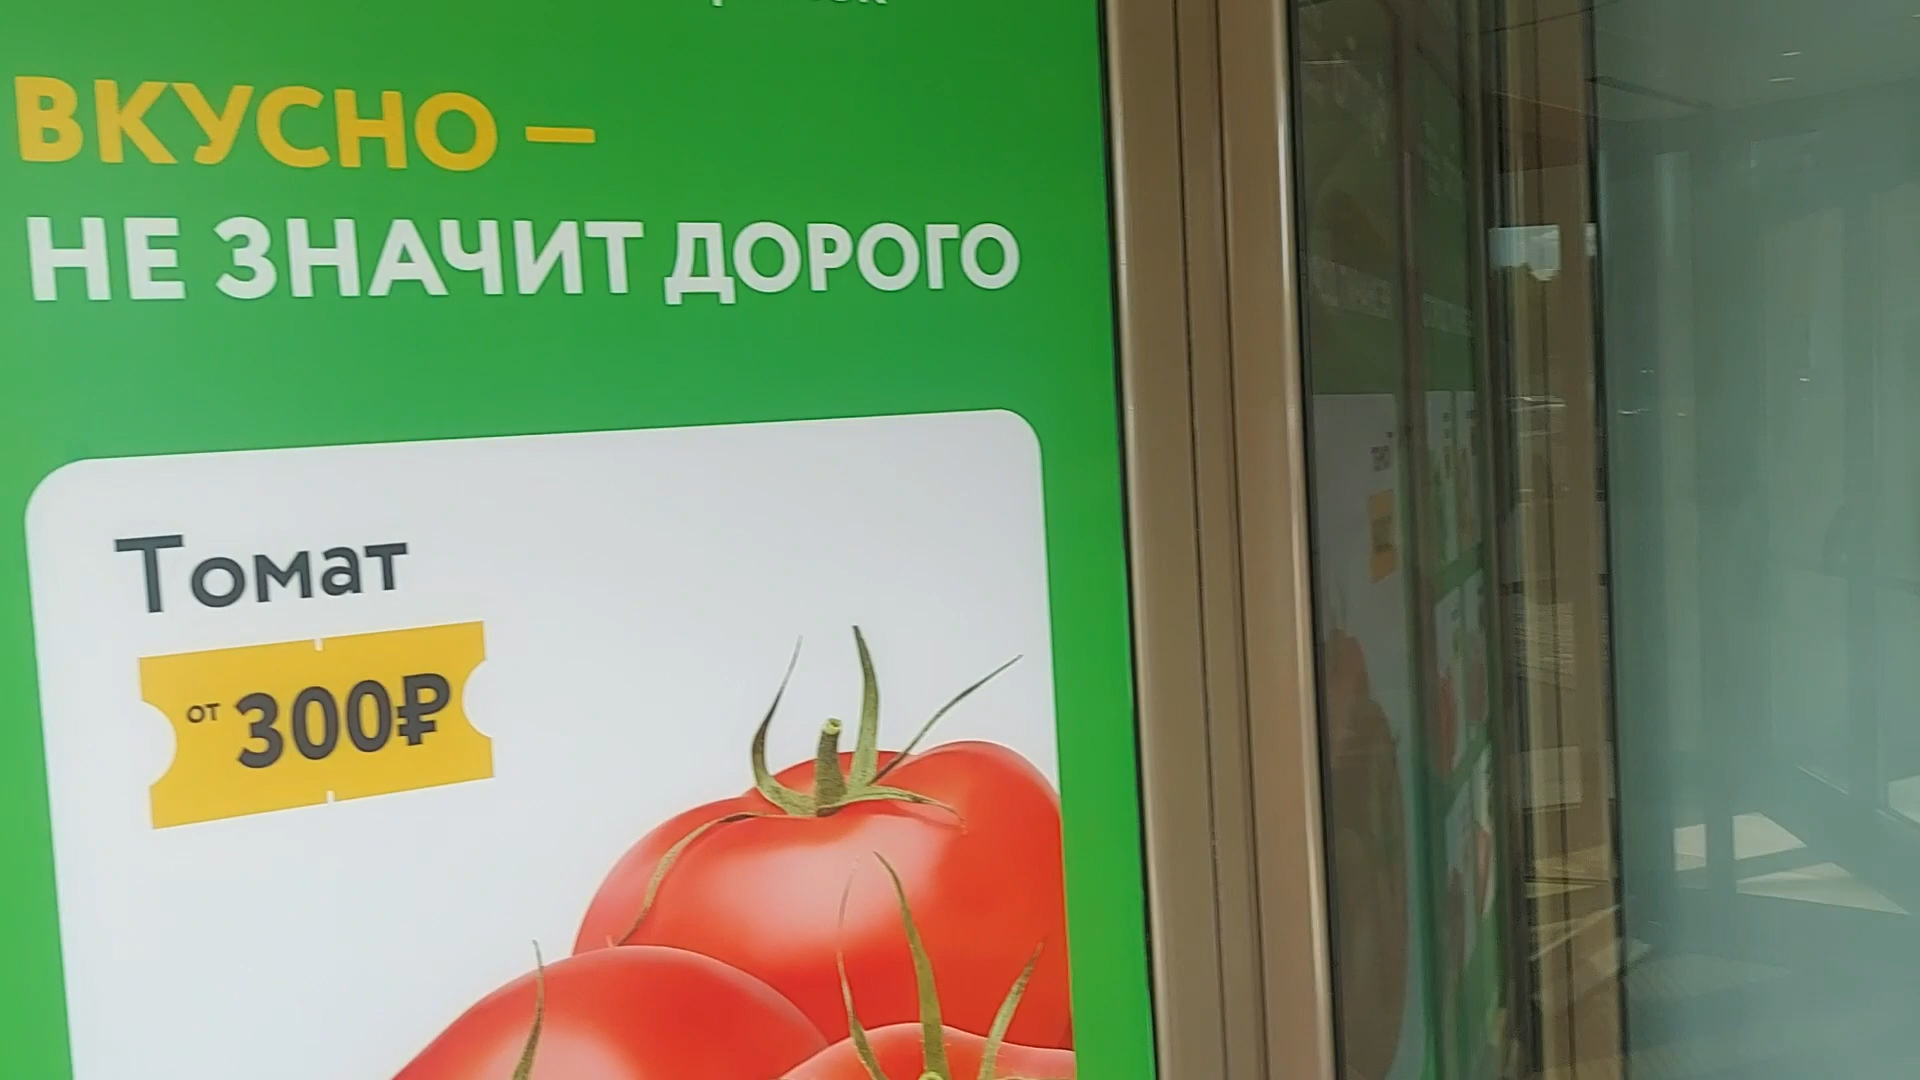 ВКУСНО –
НЕ ЗНАЧИТ ДОРОГО
Томат
от 300₽